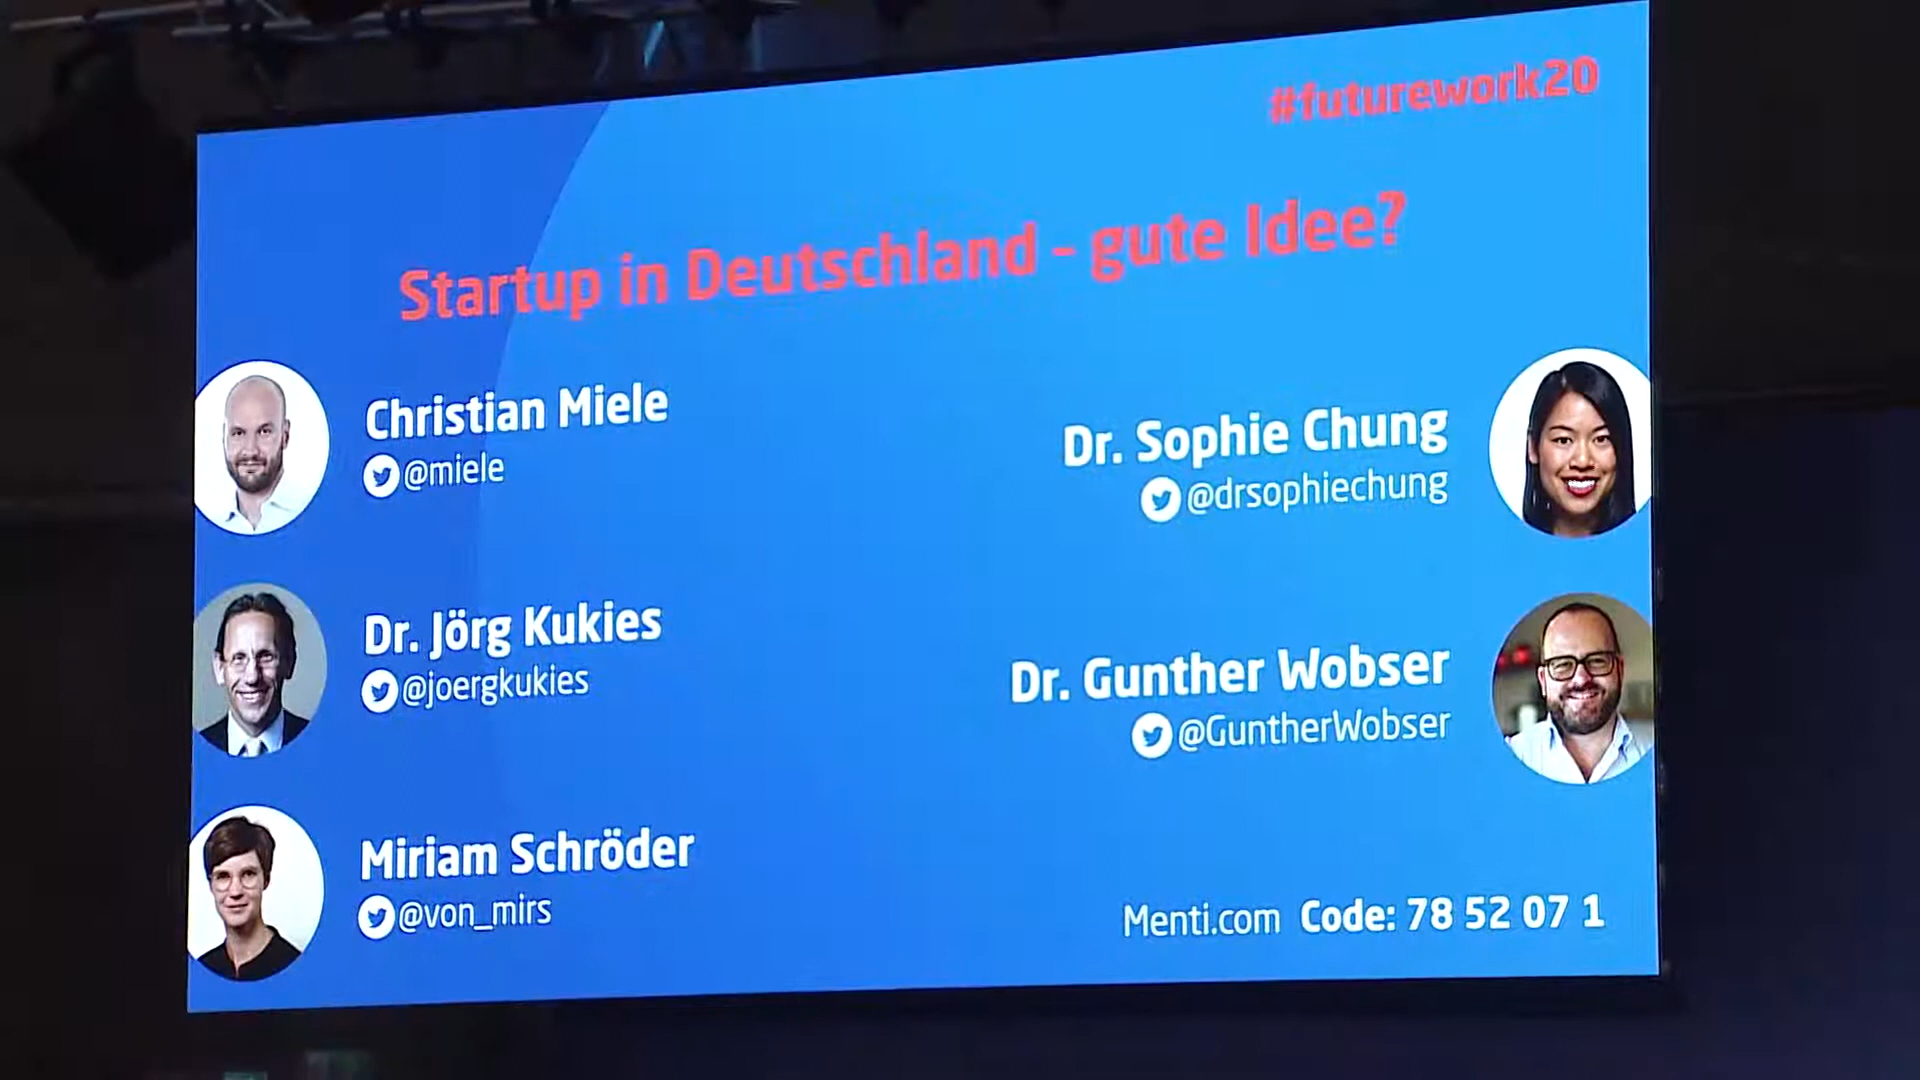 #futurework20
Startup in Deutschland - gute Idee?
Christian Miele
@miele
Dr. Jörg Kukies
@joergkukies
Miriam Schröder
@von_mirs
Dr. Sophie Chung
@drsophiechung
Dr. Gunther Wobser
@GuntherWobser
Menti.com Code: 78 52 07 1